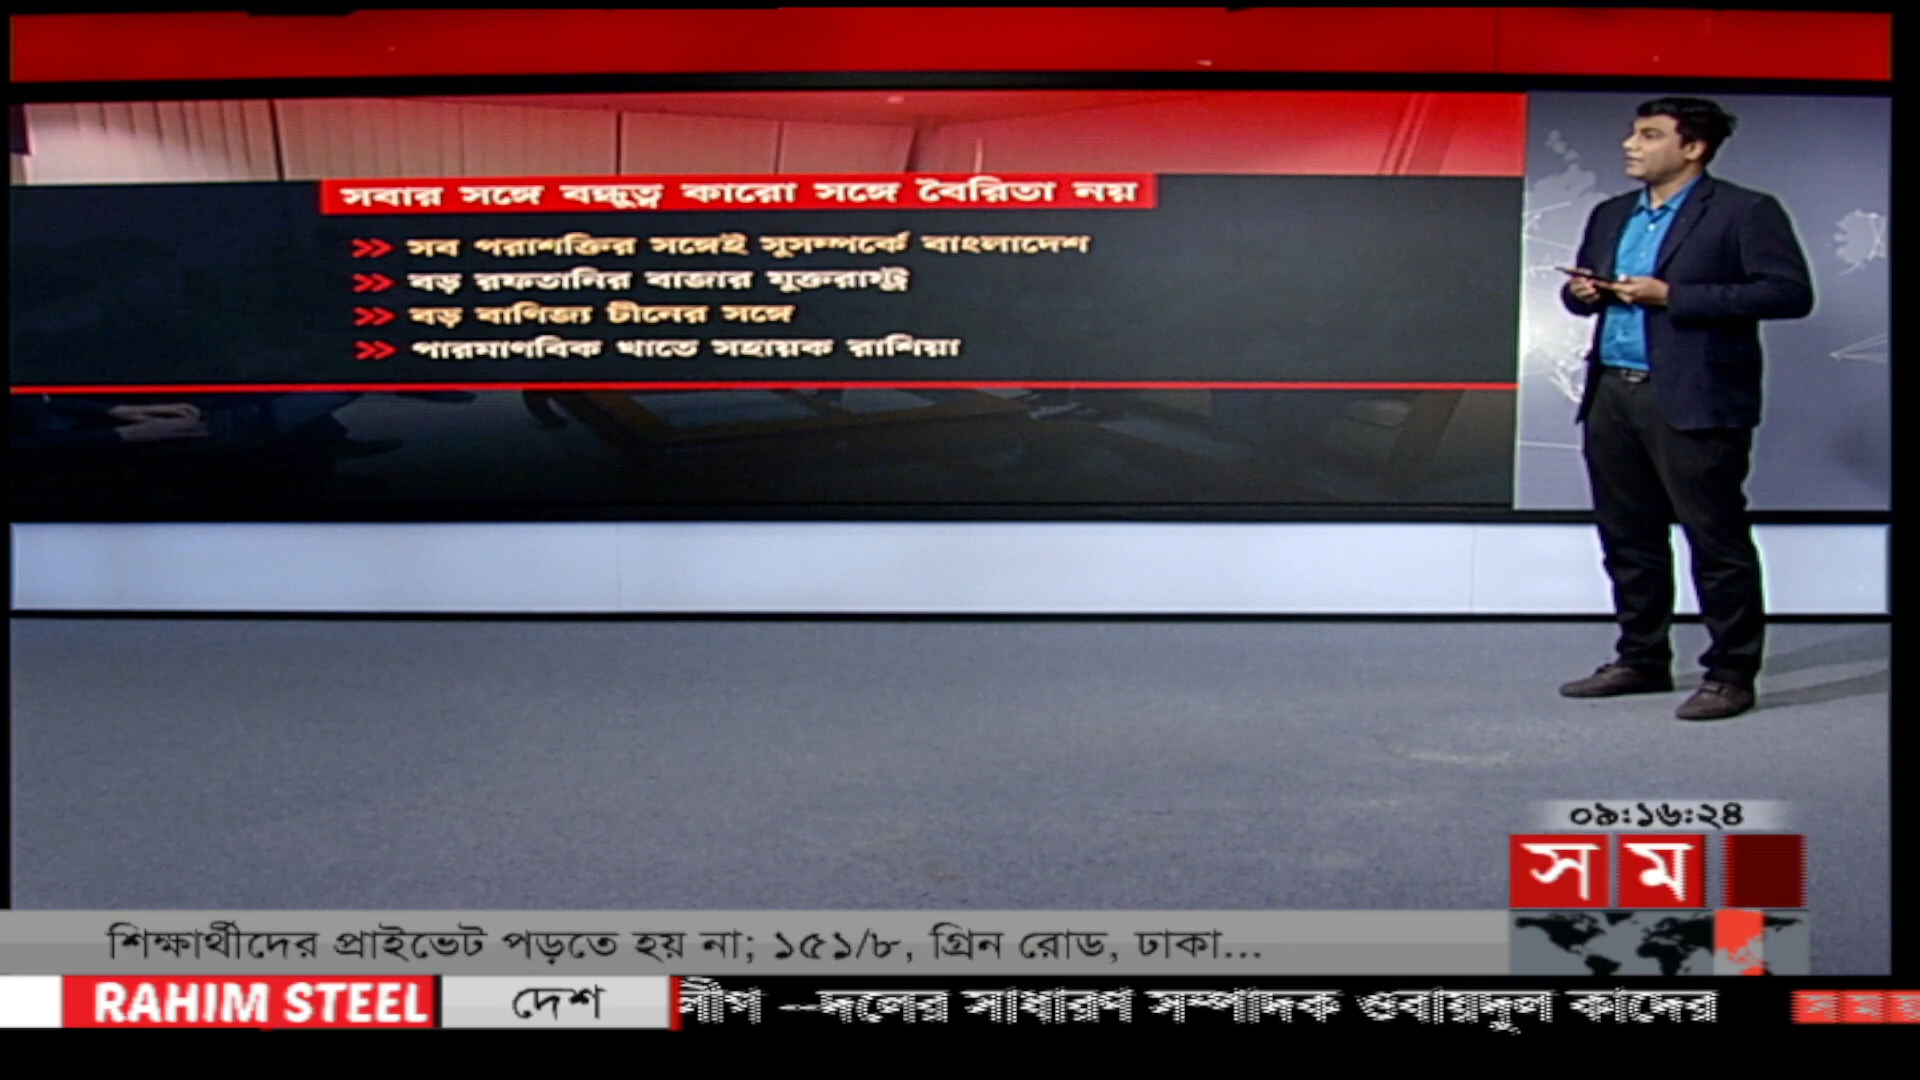 সবার সঙ্গে বন্ধুত্ব কারো সঙ্গে বৈরিতা নয়
সব পরাশক্তির সঙ্গেই সুসম্পর্কে বাংলাদেশ
বড় রফতানির বাজার যুক্তরাষ্ট্র
বড় বাণিজ্য চীনের সঙ্গে
পারমাণবিক খাতে সহায়ক রাশিয়া
০৯:১৬:২৪
সম
শিক্ষার্থীদের প্রাইভেট পড়তে হয় না; ১৫১/৮, গ্রিন রোড, ঢাকা...
RAHIM STEEL দেশ লীগ --দলের সাধারণ সম্পাদক ওবায়দুল কাদের